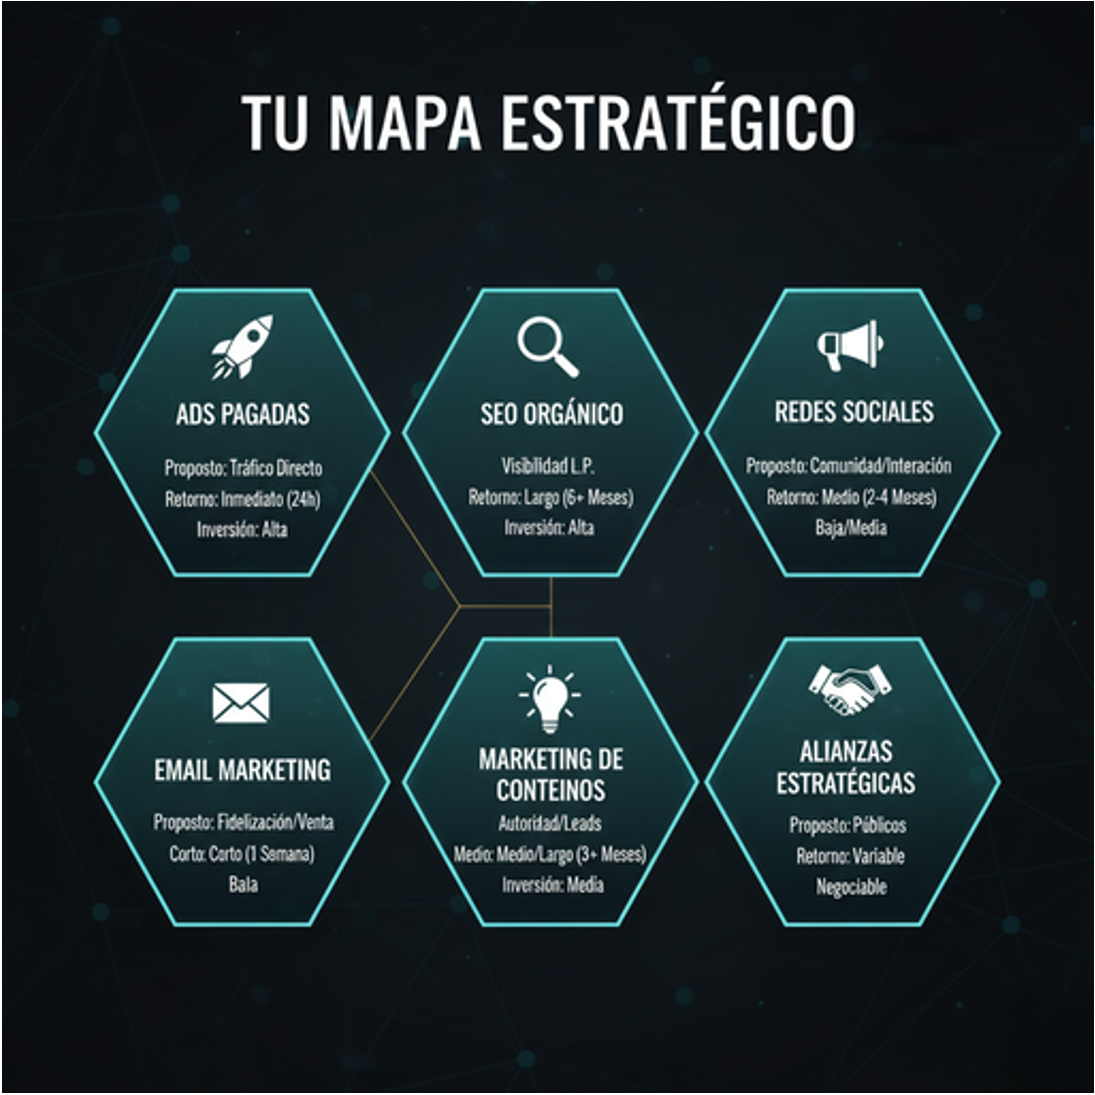 TU MAPA ESTRATÉGICO
ADS PAGADAS
Proposto: Tráfico Directo
Retorno: Inmediato (24h)
Inversión: Alta
SEO ORGÁNICO
Visibilidad L.P.
Retorno: Largo (6+ Meses)
Inversión: Alta
REDES SOCIALES
Proposto: Comunidad/Interación
Retorno: Medio (2-4 Meses)
Baja/Media
EMAIL MARKETING
Proposto: Fidelización/Venta
Corto: Corto (1 Semana)
Bala
MARKETING DE
CONTEINOS
Autoridad/Leads
Medio: Medio/Largo (3+ Meses)
Inversión: Media
ALIANZAS
ESTRATÉGICAS
Proposto: Públicos
Retorno: Variable
Negociable